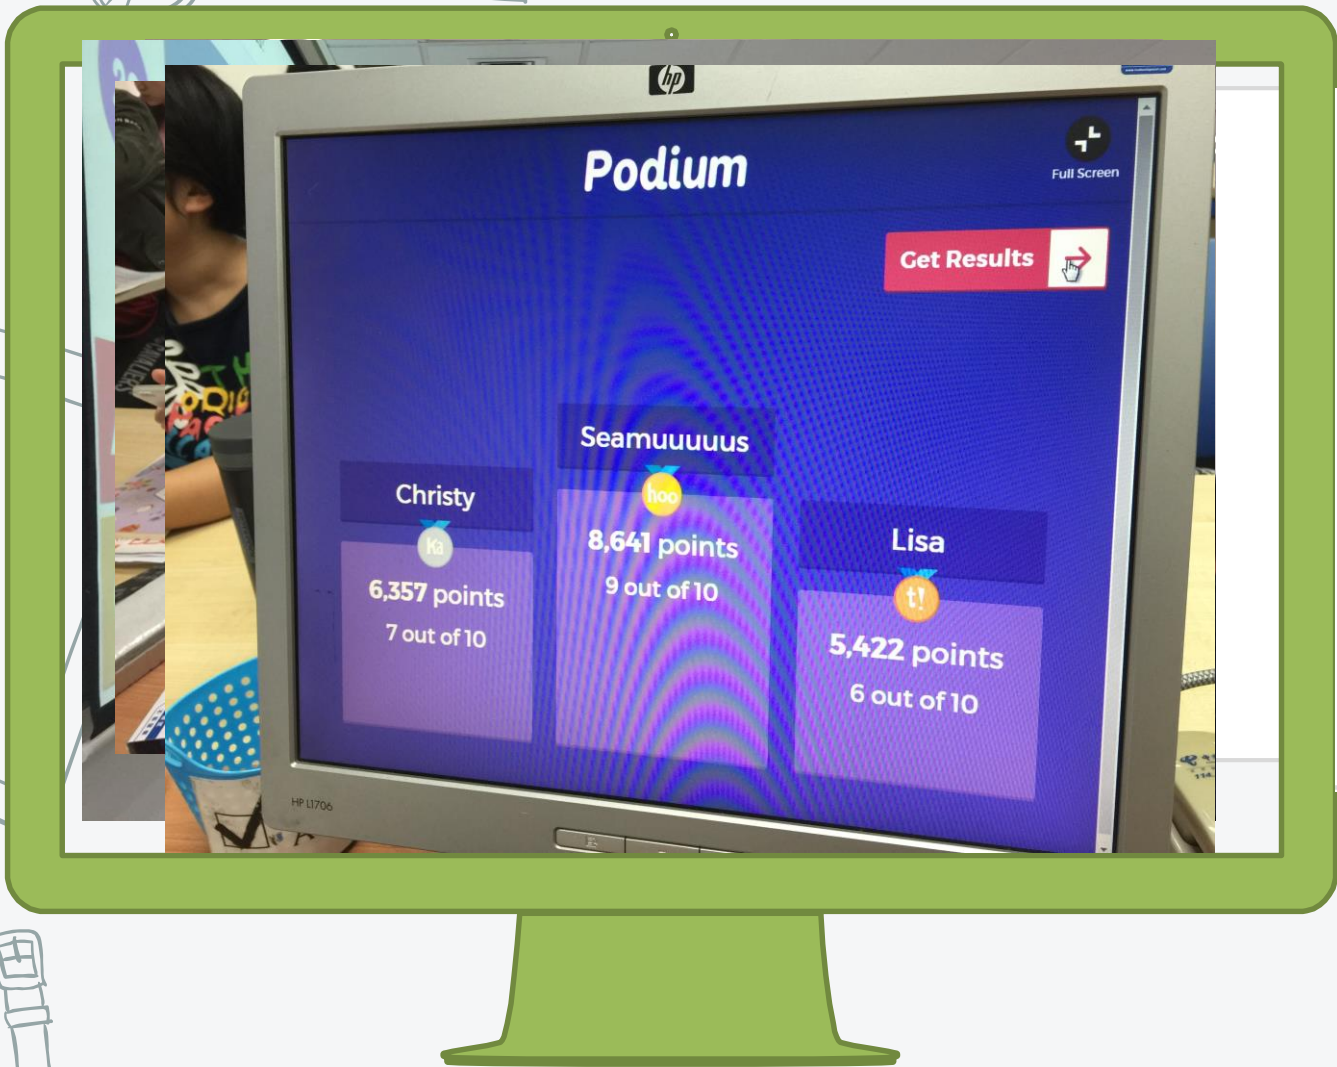 hp
Podium
Full Screen
Get Results
Seamuuuuus
hoo
8,641 points
9 out of 10
Christy
Ka
6,357 points
7 out of 10
Lisa
t!
5,422 points
6 out of 10
HP L1706